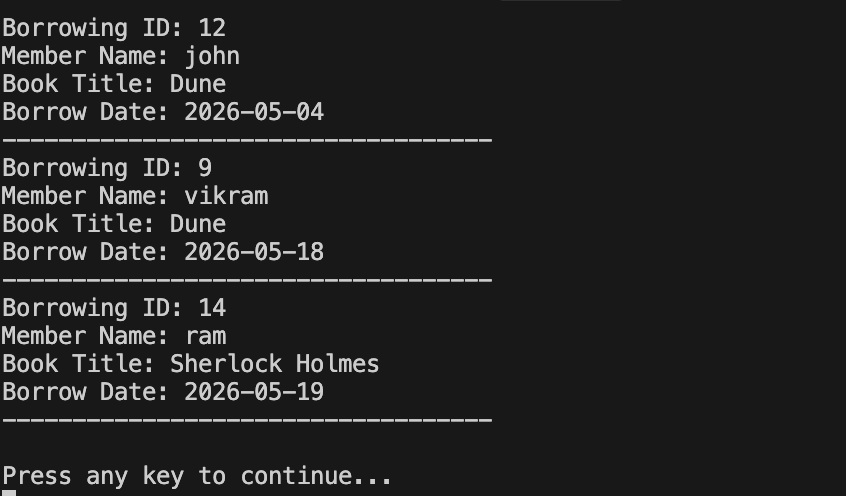 Borrowing ID: 12
Member Name: john
Book Title: Dune
Borrow Date: 2026-05-04
-----------------------------------
Borrowing ID: 9
Member Name: vikram
Book Title: Dune
Borrow Date: 2026-05-18
-----------------------------------
Borrowing ID: 14
Member Name: ram
Book Title: Sherlock Holmes
Borrow Date: 2026-05-19
-----------------------------------
Press any key to continue...